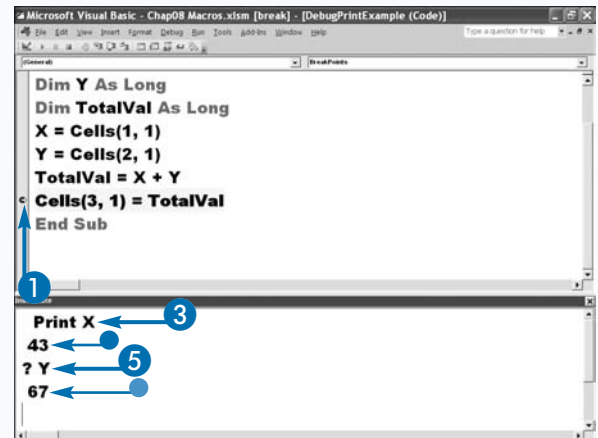 Microsoft Visual Basic - Chap08 Macros.xlsm [break] - [DebugPrintExample (Code)]
File Edit View Insert Format Debug Run Tools Add-Ins Window Help
Type a question for help
(General)
BreakPoints
Dim Y As Long
Dim TotalVal As Long
X = Cells(1, 1)
Y = Cells(2, 1)
TotalVal = X + Y
Cells(3, 1) = TotalVal
End Sub
1
Print X
3
43
? Y
5
67